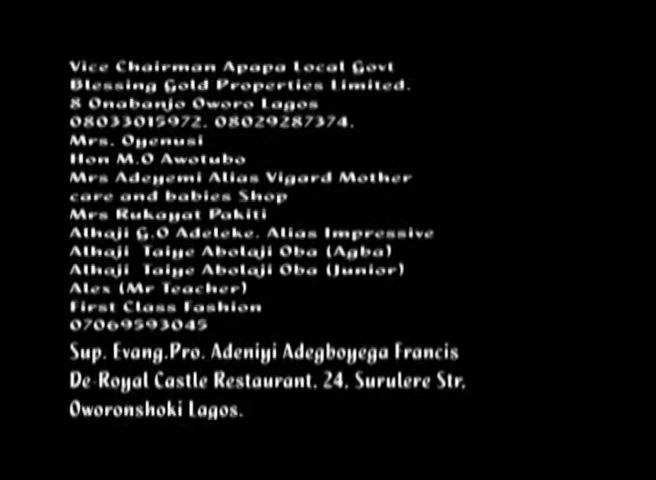 Vice Chairman Apapa Local Govt
Blessing Gold Properties Limited.
8 Onabanjo Oworo Lagos
08033015972, 08029287374,
Mrs. Oyenusi
Hon M.O Awotubo
Mrs Adeyemi Alias Vigard Mother
care and babies Shop
Mrs Rukayat Pakiti
Alhaji G.O Adeleke, Alias Impressive
Alhaji Taiye Abolaji Oba (Agba)
Alhaji Taiye Abolaji Oba (Junior)
Alex (Mr Teacher)
First Class Fashion
07069593045
Sup. Evang.Pro. Adeniyi Adegboyega Francis
De-Royal Castle Restaurant, 24, Surulere Str,
Oworonshoki Lagos.